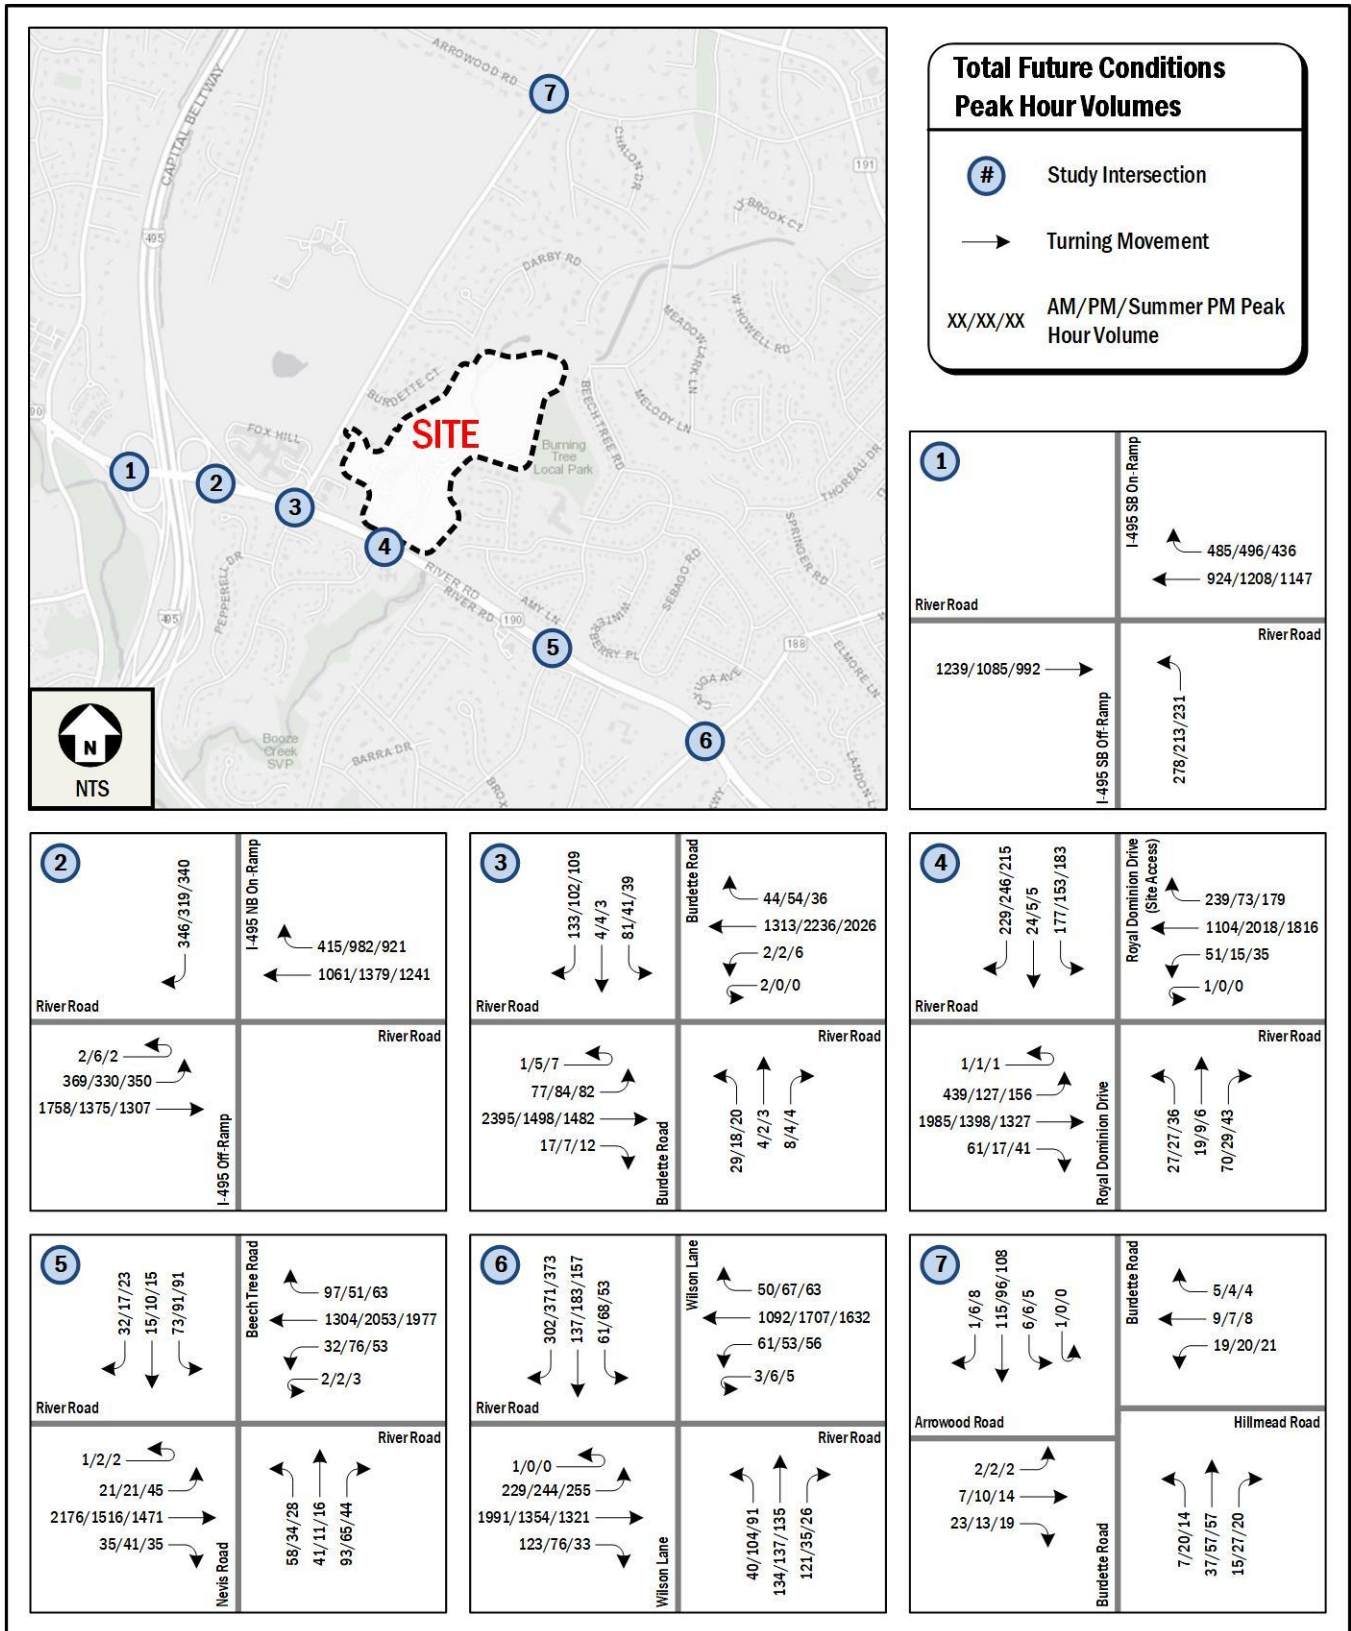 ARROWOOD RD
7
CAPITAL BELTWAY
CHALON DR
191
BROOK CT
495
DARBY RD
W HOWELL RD
MEADOWLARK LN
BURDETTE CT
BEECH TREE RD
MELODY LN
SITE
FOX HILL
Burning
Tree
Local Park
THOREAU DR
1
2
3
4
SPRINGER RD
PEPPERELL DR
RIVER RD
RIVER RD
SEBAGO RD
495
190
AMY LN
WINTER
BERRY PL
5
188
ELMORE LN
CAYUGA AVE
6
Booze
Creek
SVP
BARRA DR
N
NTS
Total Future Conditions
Peak Hour Volumes
#
Study Intersection
Turning Movement
XX/XX/XX
AM/PM/Summer PM Peak
Hour Volume
1
I-495 SB On-Ramp
485/496/436
924/1208/1147
River Road
River Road
1239/1085/992
I-495 SB Off-Ramp
278/213/231
2
346/319/340
I-495 NB On-Ramp
415/982/921
1061/1379/1241
River Road
River Road
2/6/2
369/330/350
1758/1375/1307
I-495 Off-Ramp
3
133/102/109
4/4/3
81/41/39
Burdette Road
44/54/36
1313/2236/2026
2/2/6
2/0/0
River Road
River Road
1/5/7
77/84/82
2395/1498/1482
17/7/12
Burdette Road
29/18/20
4/2/3
8/4/4
4
229/246/215
24/5/5
177/153/183
Royal Dominion Drive
(Site Access)
239/73/179
1104/2018/1816
51/15/35
1/0/0
River Road
River Road
1/1/1
439/127/156
1985/1398/1327
61/17/41
Royal Dominion Drive
27/27/36
19/9/6
70/29/43
5
32/17/23
15/10/15
73/91/91
Beech Tree Road
97/51/63
1304/2053/1977
32/76/53
2/2/3
River Road
River Road
1/2/2
21/21/45
2176/1516/1471
35/41/35
Nevis Road
58/34/28
41/11/16
93/65/44
6
302/371/373
137/183/157
61/68/53
Wilson Lane
50/67/63
1092/1707/1632
61/53/56
3/6/5
River Road
River Road
1/0/0
229/244/255
1991/1354/1321
123/76/33
Wilson Lane
40/104/91
134/137/135
121/35/26
7
1/6/8
115/96/108
6/6/5
1/0/0
Burdette Road
5/4/4
9/7/8
19/20/21
Arrowood Road
Hillmead Road
2/2/2
7/10/14
23/13/19
Burdette Road
7/20/14
37/57/57
15/27/20